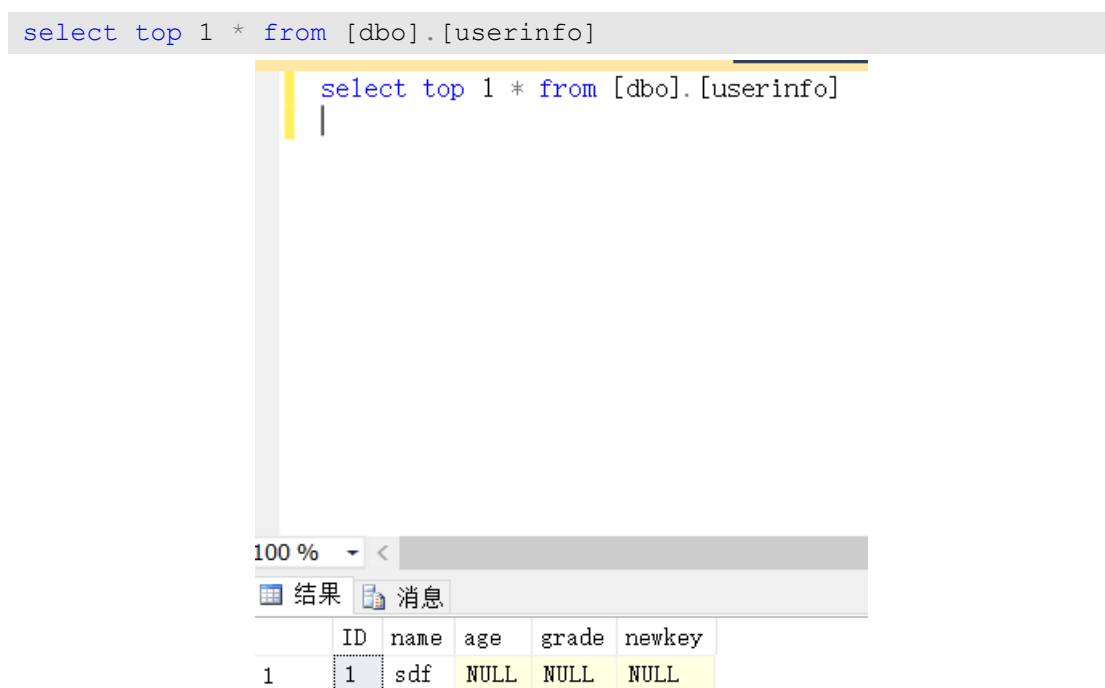 select top 1 * from [dbo].[userinfo]
select top 1 * from [dbo].[userinfo]
100 %
结果 消息
ID name age grade newkey
1 1 sdf NULL NULL NULL